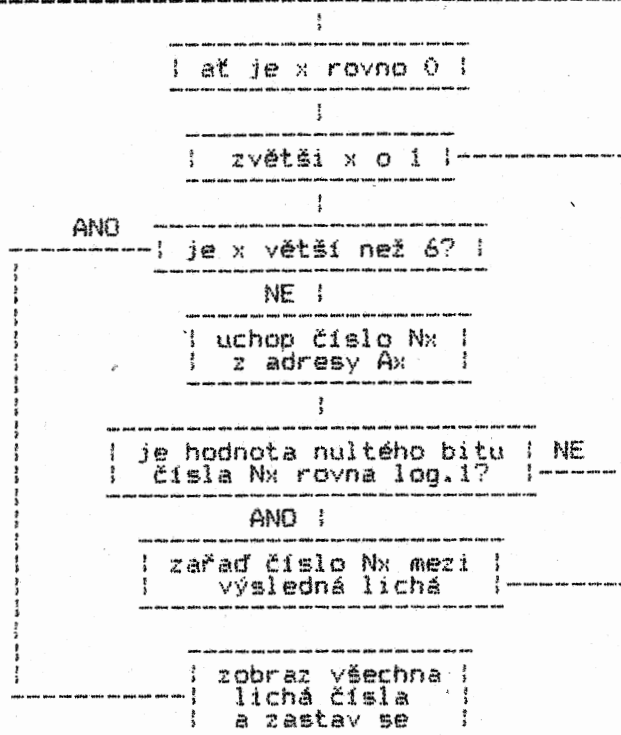 ať je x rovno 0
zvětši x o 1
ANO
je x větší než 6?
NE
uchop číslo Nx
z adresy Ax
je hodnota nultého bitu NE
čísla Nx rovna log.1?
ANO
zařaď číslo Nx mezi
výsledná lichá
zobraz všechna
lichá čísla
a zastav se